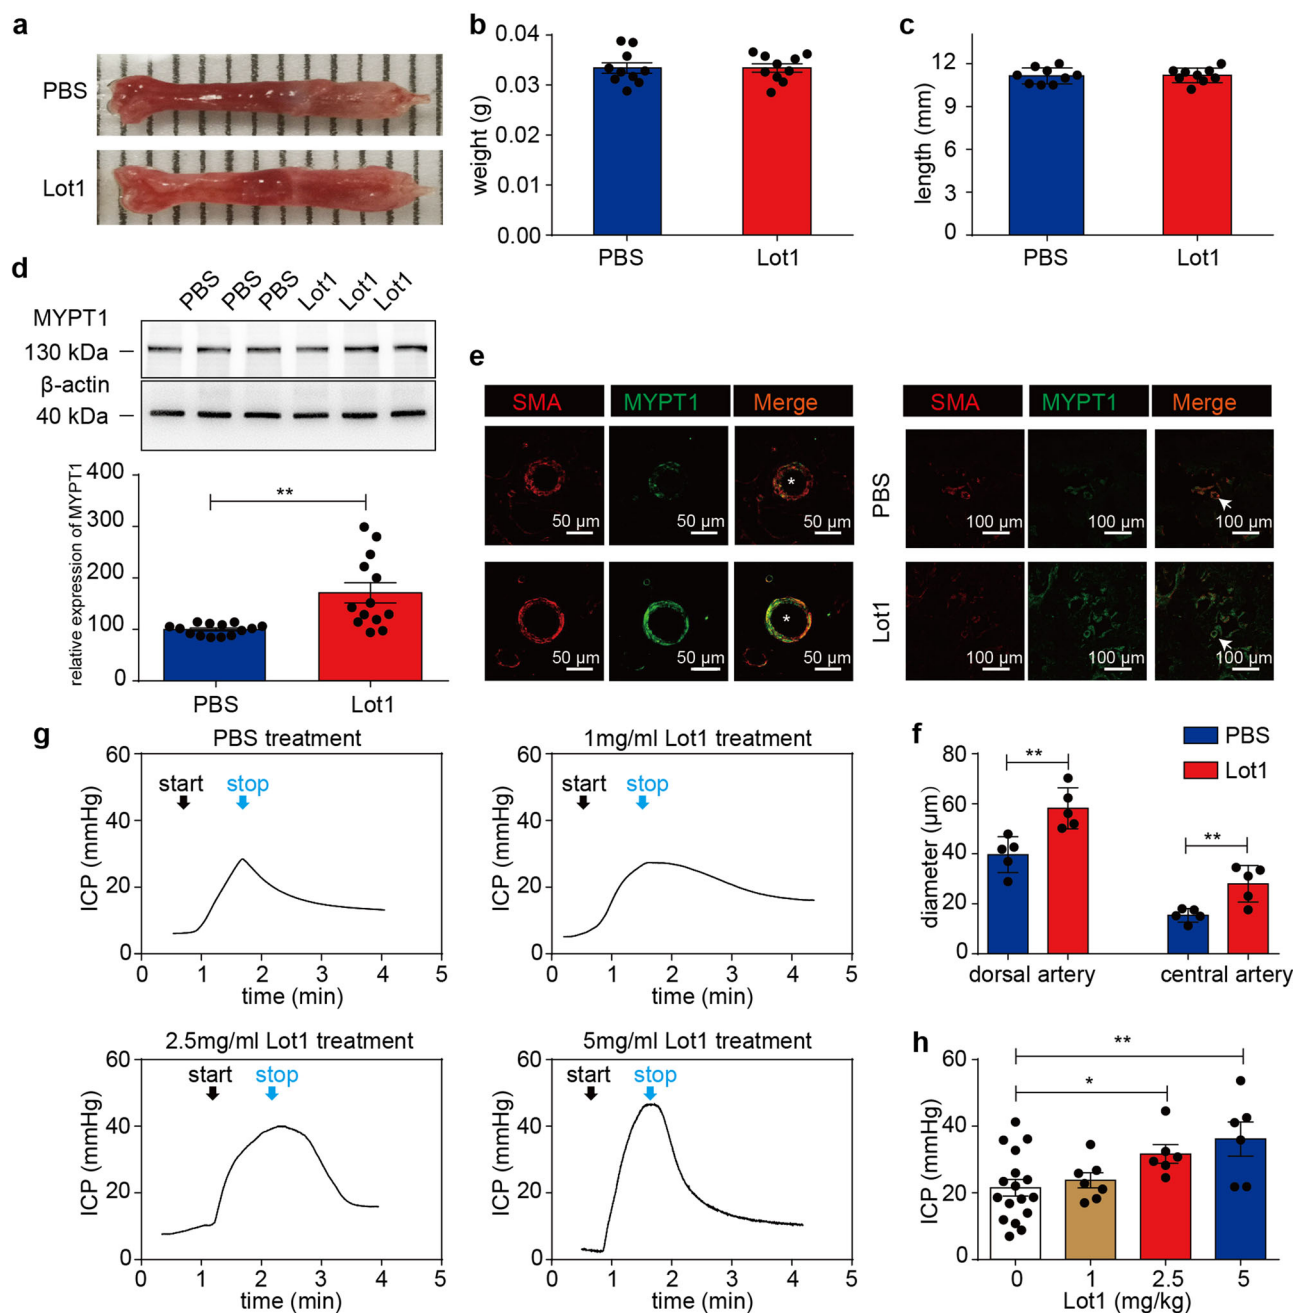 a
PBS
Lot1
b
0.04
0.03
0.02
0.01
0.00
weight (g)
PBS
Lot1
c
12
9
6
3
0
length (mm)
PBS
Lot1
d
PBS
PBS
PBS
Lot1
Lot1
Lot1
MYPT1
130 kDa
β-actin
40 kDa
400
300
200
100
0
relative expression of MYPT1
**
PBS
Lot1
e
SMA
MYPT1
Merge
*
50 µm
50 µm
50 µm
*
50 µm
50 µm
50 µm
SMA
MYPT1
Merge
PBS
100 µm
100 µm
100 µm
Lot1
100 µm
100 µm
100 µm
g
PBS treatment
60
40
20
0
ICP (mmHg)
start
stop
0 1 2 3 4 5
time (min)
1mg/ml Lot1 treatment
60
40
20
0
ICP (mmHg)
start
stop
0 1 2 3 4 5
time (min)
2.5mg/ml Lot1 treatment
60
40
20
0
ICP (mmHg)
start
stop
0 1 2 3 4 5
time (min)
5mg/ml Lot1 treatment
60
40
20
0
ICP (mmHg)
start
stop
0 1 2 3 4 5
time (min)
f
PBS
Lot1
80
60
40
20
0
diameter (µm)
**
**
dorsal artery
central artery
h
60
40
20
0
ICP (mmHg)
**
*
0 1 2.5 5
Lot1 (mg/kg)